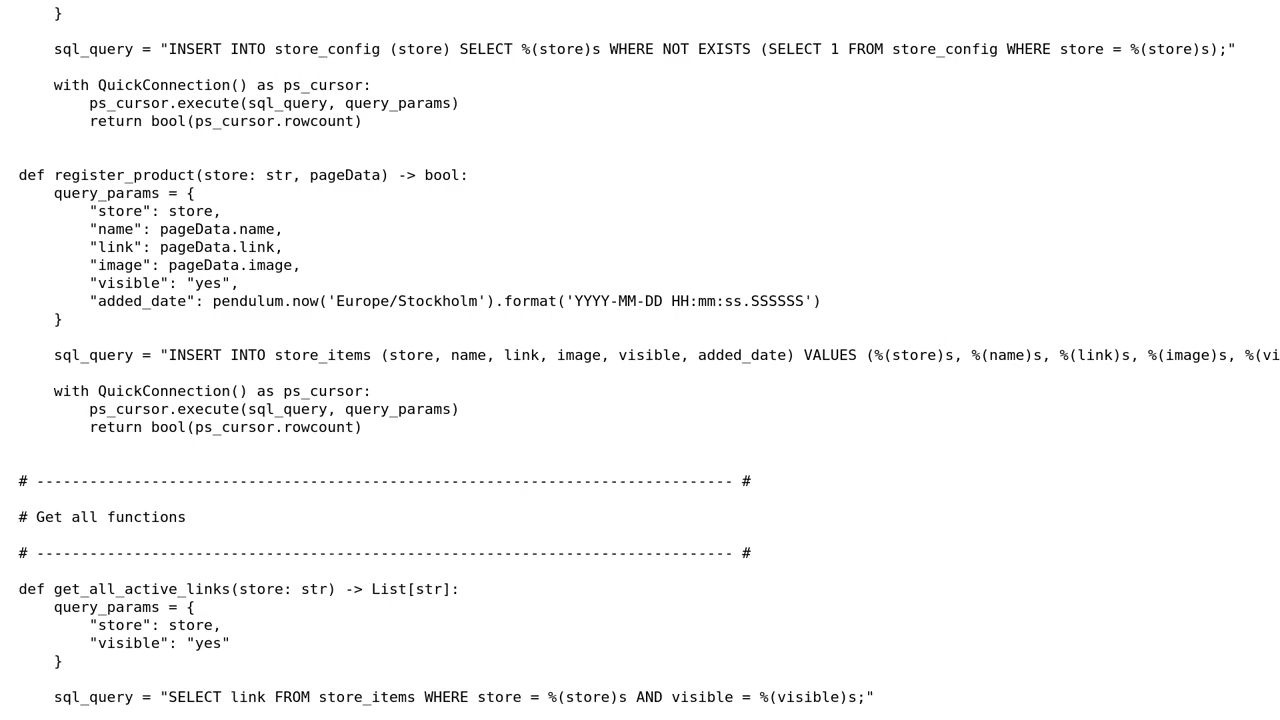 }

    sql_query = "INSERT INTO store_config (store) SELECT %(store)s WHERE NOT EXISTS (SELECT 1 FROM store_config WHERE store = %(store)s);"

    with QuickConnection() as ps_cursor:
        ps_cursor.execute(sql_query, query_params)
        return bool(ps_cursor.rowcount)


def register_product(store: str, pageData) -> bool:
    query_params = {
        "store": store,
        "name": pageData.name,
        "link": pageData.link,
        "image": pageData.image,
        "visible": "yes",
        "added_date": pendulum.now('Europe/Stockholm').format('YYYY-MM-DD HH:mm:ss.SSSSSS')
    }

    sql_query = "INSERT INTO store_items (store, name, link, image, visible, added_date) VALUES (%(store)s, %(name)s, %(link)s, %(image)s, %(vi

    with QuickConnection() as ps_cursor:
        ps_cursor.execute(sql_query, query_params)
        return bool(ps_cursor.rowcount)


# ------------------------------------------------------------------------------- #

# Get all functions

# ------------------------------------------------------------------------------- #

def get_all_active_links(store: str) -> List[str]:
    query_params = {
        "store": store,
        "visible": "yes"
    }

    sql_query = "SELECT link FROM store_items WHERE store = %(store)s AND visible = %(visible)s;"